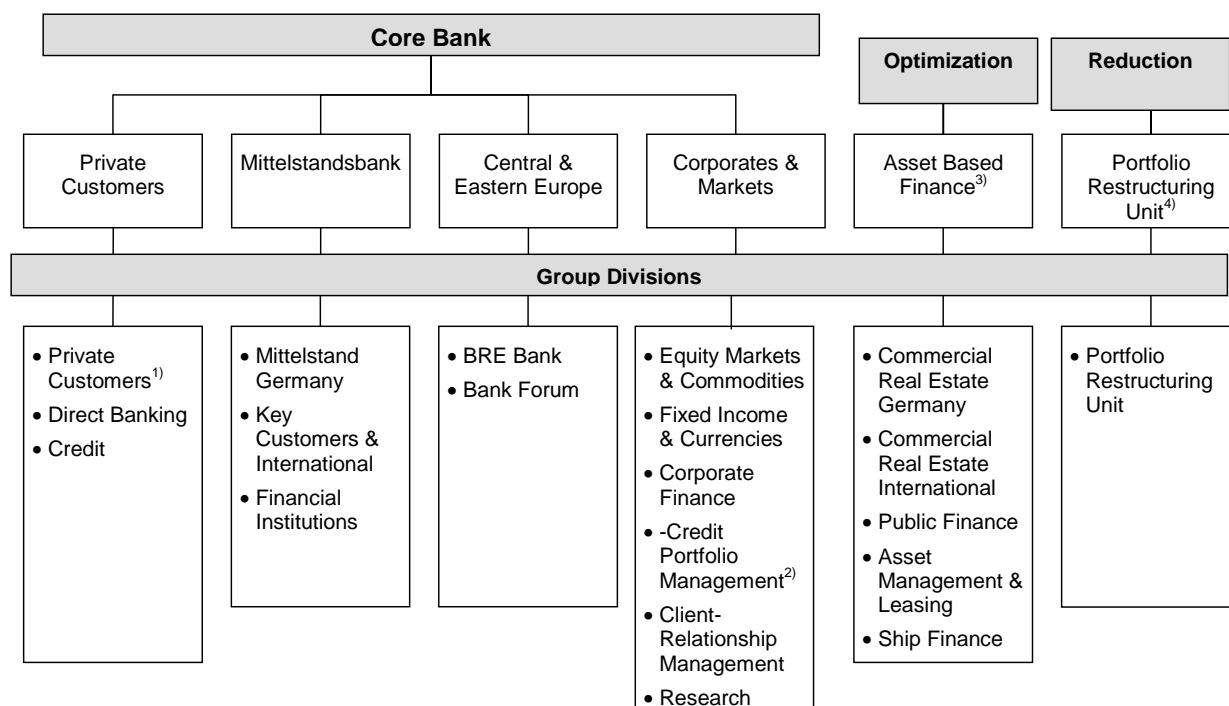 Core Bank
Optimization
Reduction
Private
Customers
Mittelstandsbank
Central &
Eastern Europe
Corporates &
Markets
Asset Based
Finance3)
Portfolio
Restructuring
Unit4)
Group Divisions
• Private
Customers1)
• Direct Banking
• Credit
• Mittelstand
Germany
• Key
Customers &
International
• Financial
Institutions
• BRE Bank
• Bank Forum
• Equity Markets
& Commodities
• Fixed Income
& Currencies
• Corporate
Finance
• -Credit
Portfolio
Management2)
• Client-
Relationship
Management
• Research
• Commercial
Real Estate
Germany
• Commercial
Real Estate
International
• Public Finance
• Asset
Management &
Leasing
• Ship Finance
• Portfolio
Restructuring
Unit